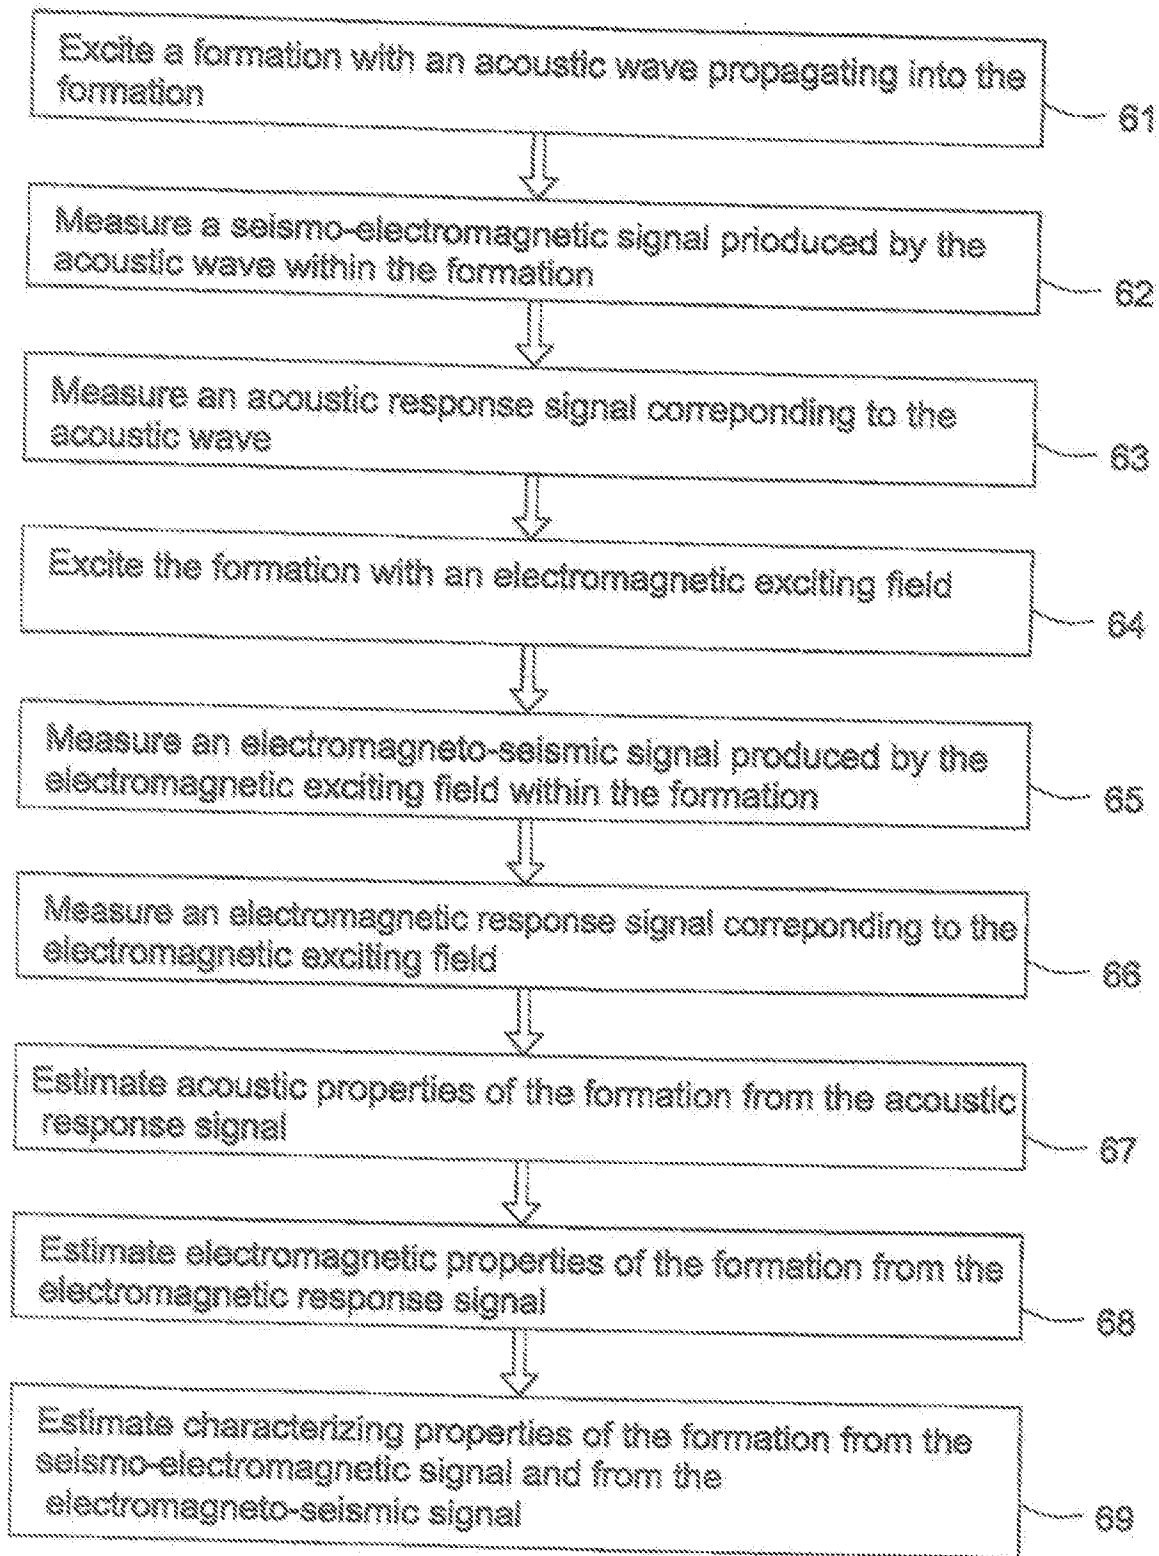 Excite a formation with an acoustic wave propagating into the
formation
61
Measure a seismo-electromagnetic signal prioduced by the
acoustic wave within the formation
62
Measure an acoustic response signal correponding to the
acoustic wave
63
Excite the formation with an electromagnetic exciting field
64
Measure an electromagneto-seismic signal produced by the
electromagnetic exciting field within the formation
65
Measure an electromagnetic response signal correponding to the
electromagnetic exciting field
66
Estimate acoustic properties of the formation from the acoustic
response signal
67
Estimate electromagnetic properties of the formation from the
electromagnetic response signal
68
Estimate characterizing properties of the formation from the
seismo-electromagnetic signal and from the
electromagneto-seismic signal
69